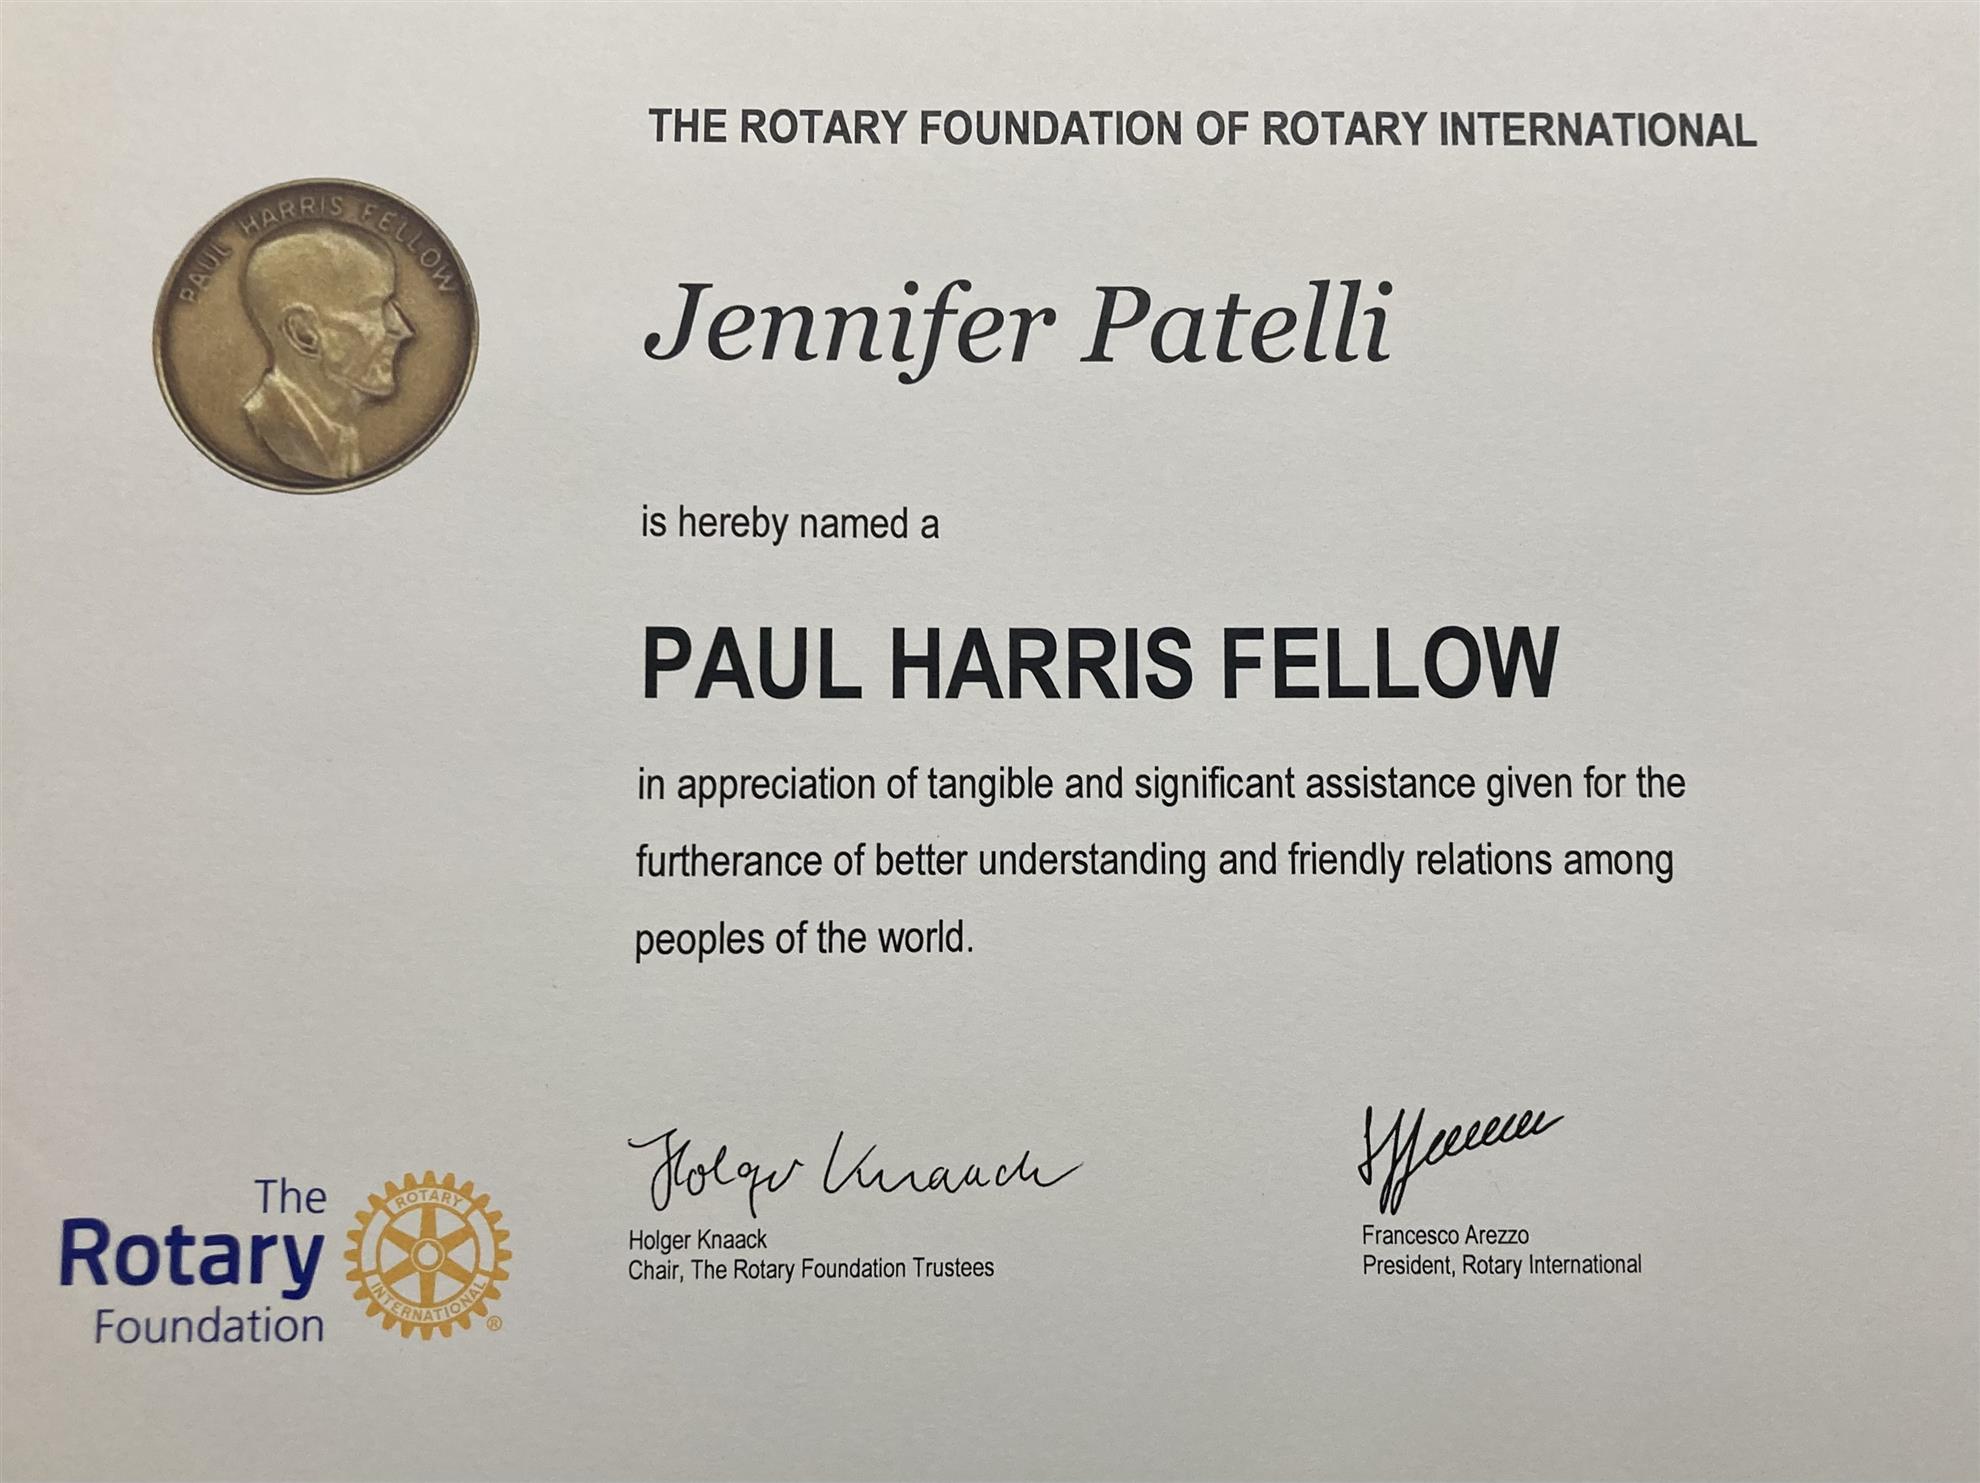 THE ROTARY FOUNDATION OF ROTARY INTERNATIONAL
PAUL HARRIS FELLOW
Jennifer Patelli
is hereby named a
PAUL HARRIS FELLOW
in appreciation of tangible and significant assistance given for the
furtherance of better understanding and friendly relations among
peoples of the world.
Holger Knaack
Holger Knaack
Chair, The Rotary Foundation Trustees
Francesco Arezzo
President, Rotary International
The
Rotary
Foundation
ROTARY
INTERNATIONAL
®